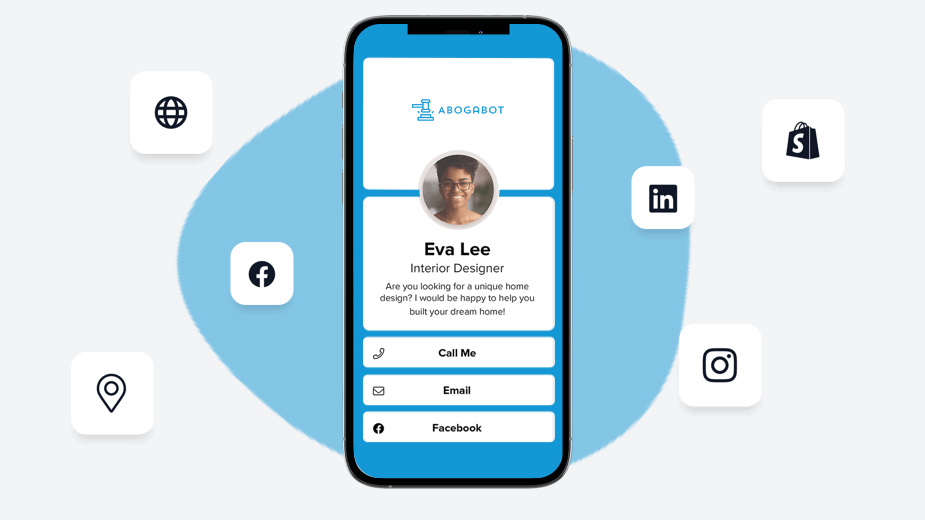 ABOGABOT
Eva Lee
Interior Designer
Are you looking for a unique home
design? I would be happy to help you
built your dream home!
Call Me
Email
Facebook